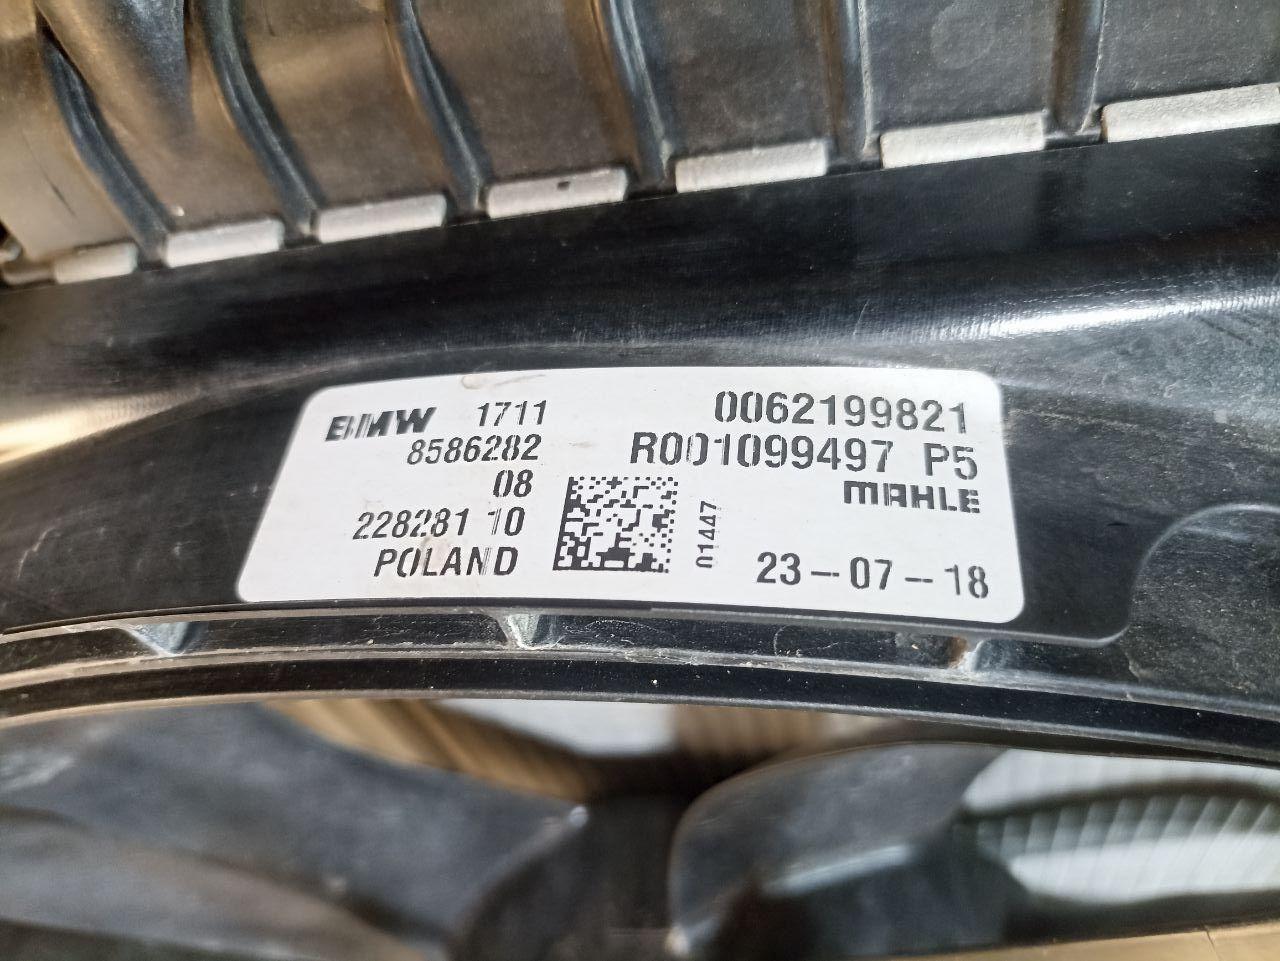 BMW 1711
8586282
08
228281 10
POLAND
0062199821
R001099497 P5
MAHLE
01447
23-07-18